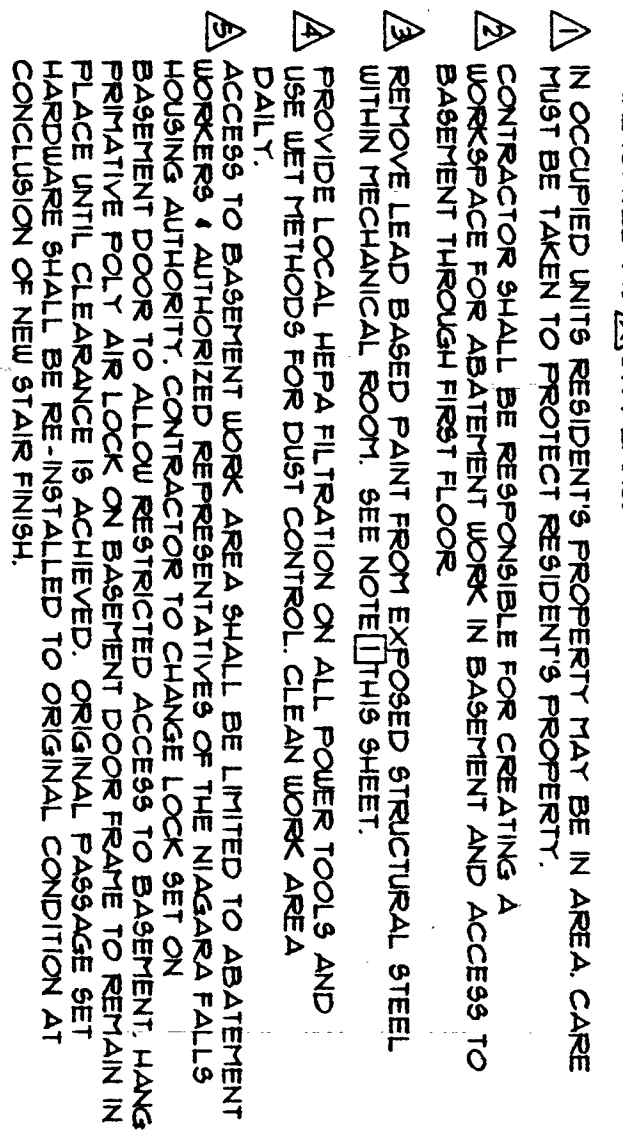 1 IN OCCUPIED UNITS RESIDENT'S PROPERTY MAY BE IN AREA. CARE
MUST BE TAKEN TO PROTECT RESIDENT'S PROPERTY.
2 CONTRACTOR SHALL BE RESPONSIBLE FOR CREATING A
WORKSPACE FOR ABATEMENT WORK IN BASEMENT AND ACCESS TO
BASEMENT THROUGH FIRST FLOOR
3 REMOVE LEAD BASED PAINT FROM EXPOSED STRUCTURAL STEEL
WITHIN MECHANICAL ROOM. SEE NOTE 1 THIS SHEET.
4 PROVIDE LOCAL HEPA FILTRATION ON ALL POWER TOOLS AND
USE WET METHODS FOR DUST CONTROL. CLEAN WORK AREA
DAILY.
5 ACCESS TO BASEMENT WORK AREA SHALL BE LIMITED TO ABATEMENT
WORKERS & AUTHORIZED REPRESENTATIVES OF THE NIAGARA FALLS
HOUSING AUTHORITY. CONTRACTOR TO CHANGE LOCK SET ON
BASEMENT DOOR TO ALLOW RESTRICTED ACCESS TO BASEMENT. HANG
PRIMATIVE POLY AIR LOCK ON BASEMENT DOOR FRAME TO REMAIN IN
PLACE UNTIL CLEARANCE IS ACHIEVED. ORIGINAL PASSAGE SET
HARDWARE SHALL BE RE-INSTALLED TO ORIGINAL CONDITION AT
CONCLUSION OF NEW STAIR FINISH.